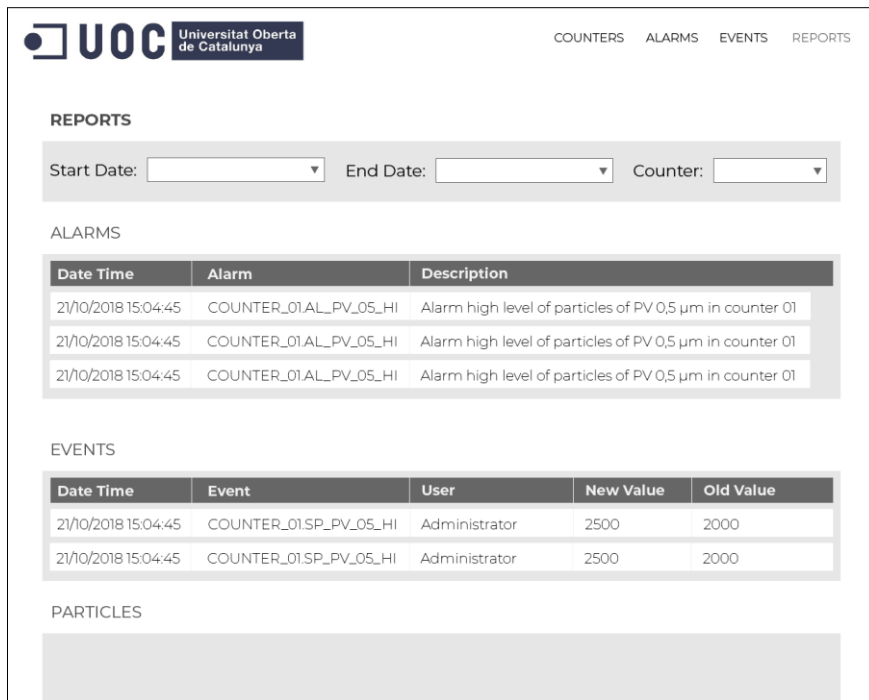 UOC Universitat Oberta
de Catalunya
COUNTERS ALARMS EVENTS REPORTS
REPORTS
Start Date: End Date: Counter:
ALARMS
Date Time Alarm Description
21/10/2018 15:04:45 COUNTER_01.AL_PV_05_HI Alarm high level of particles of PV 0,5 µm in counter 01
21/10/2018 15:04:45 COUNTER_01.AL_PV_05_HI Alarm high level of particles of PV 0,5 µm in counter 01
21/10/2018 15:04:45 COUNTER_01.AL_PV_05_HI Alarm high level of particles of PV 0,5 µm in counter 01
EVENTS
Date Time Event User New Value Old Value
21/10/2018 15:04:45 COUNTER_01.SP_PV_05_HI Administrator 2500 2000
21/10/2018 15:04:45 COUNTER_01.SP_PV_05_HI Administrator 2500 2000
PARTICLES